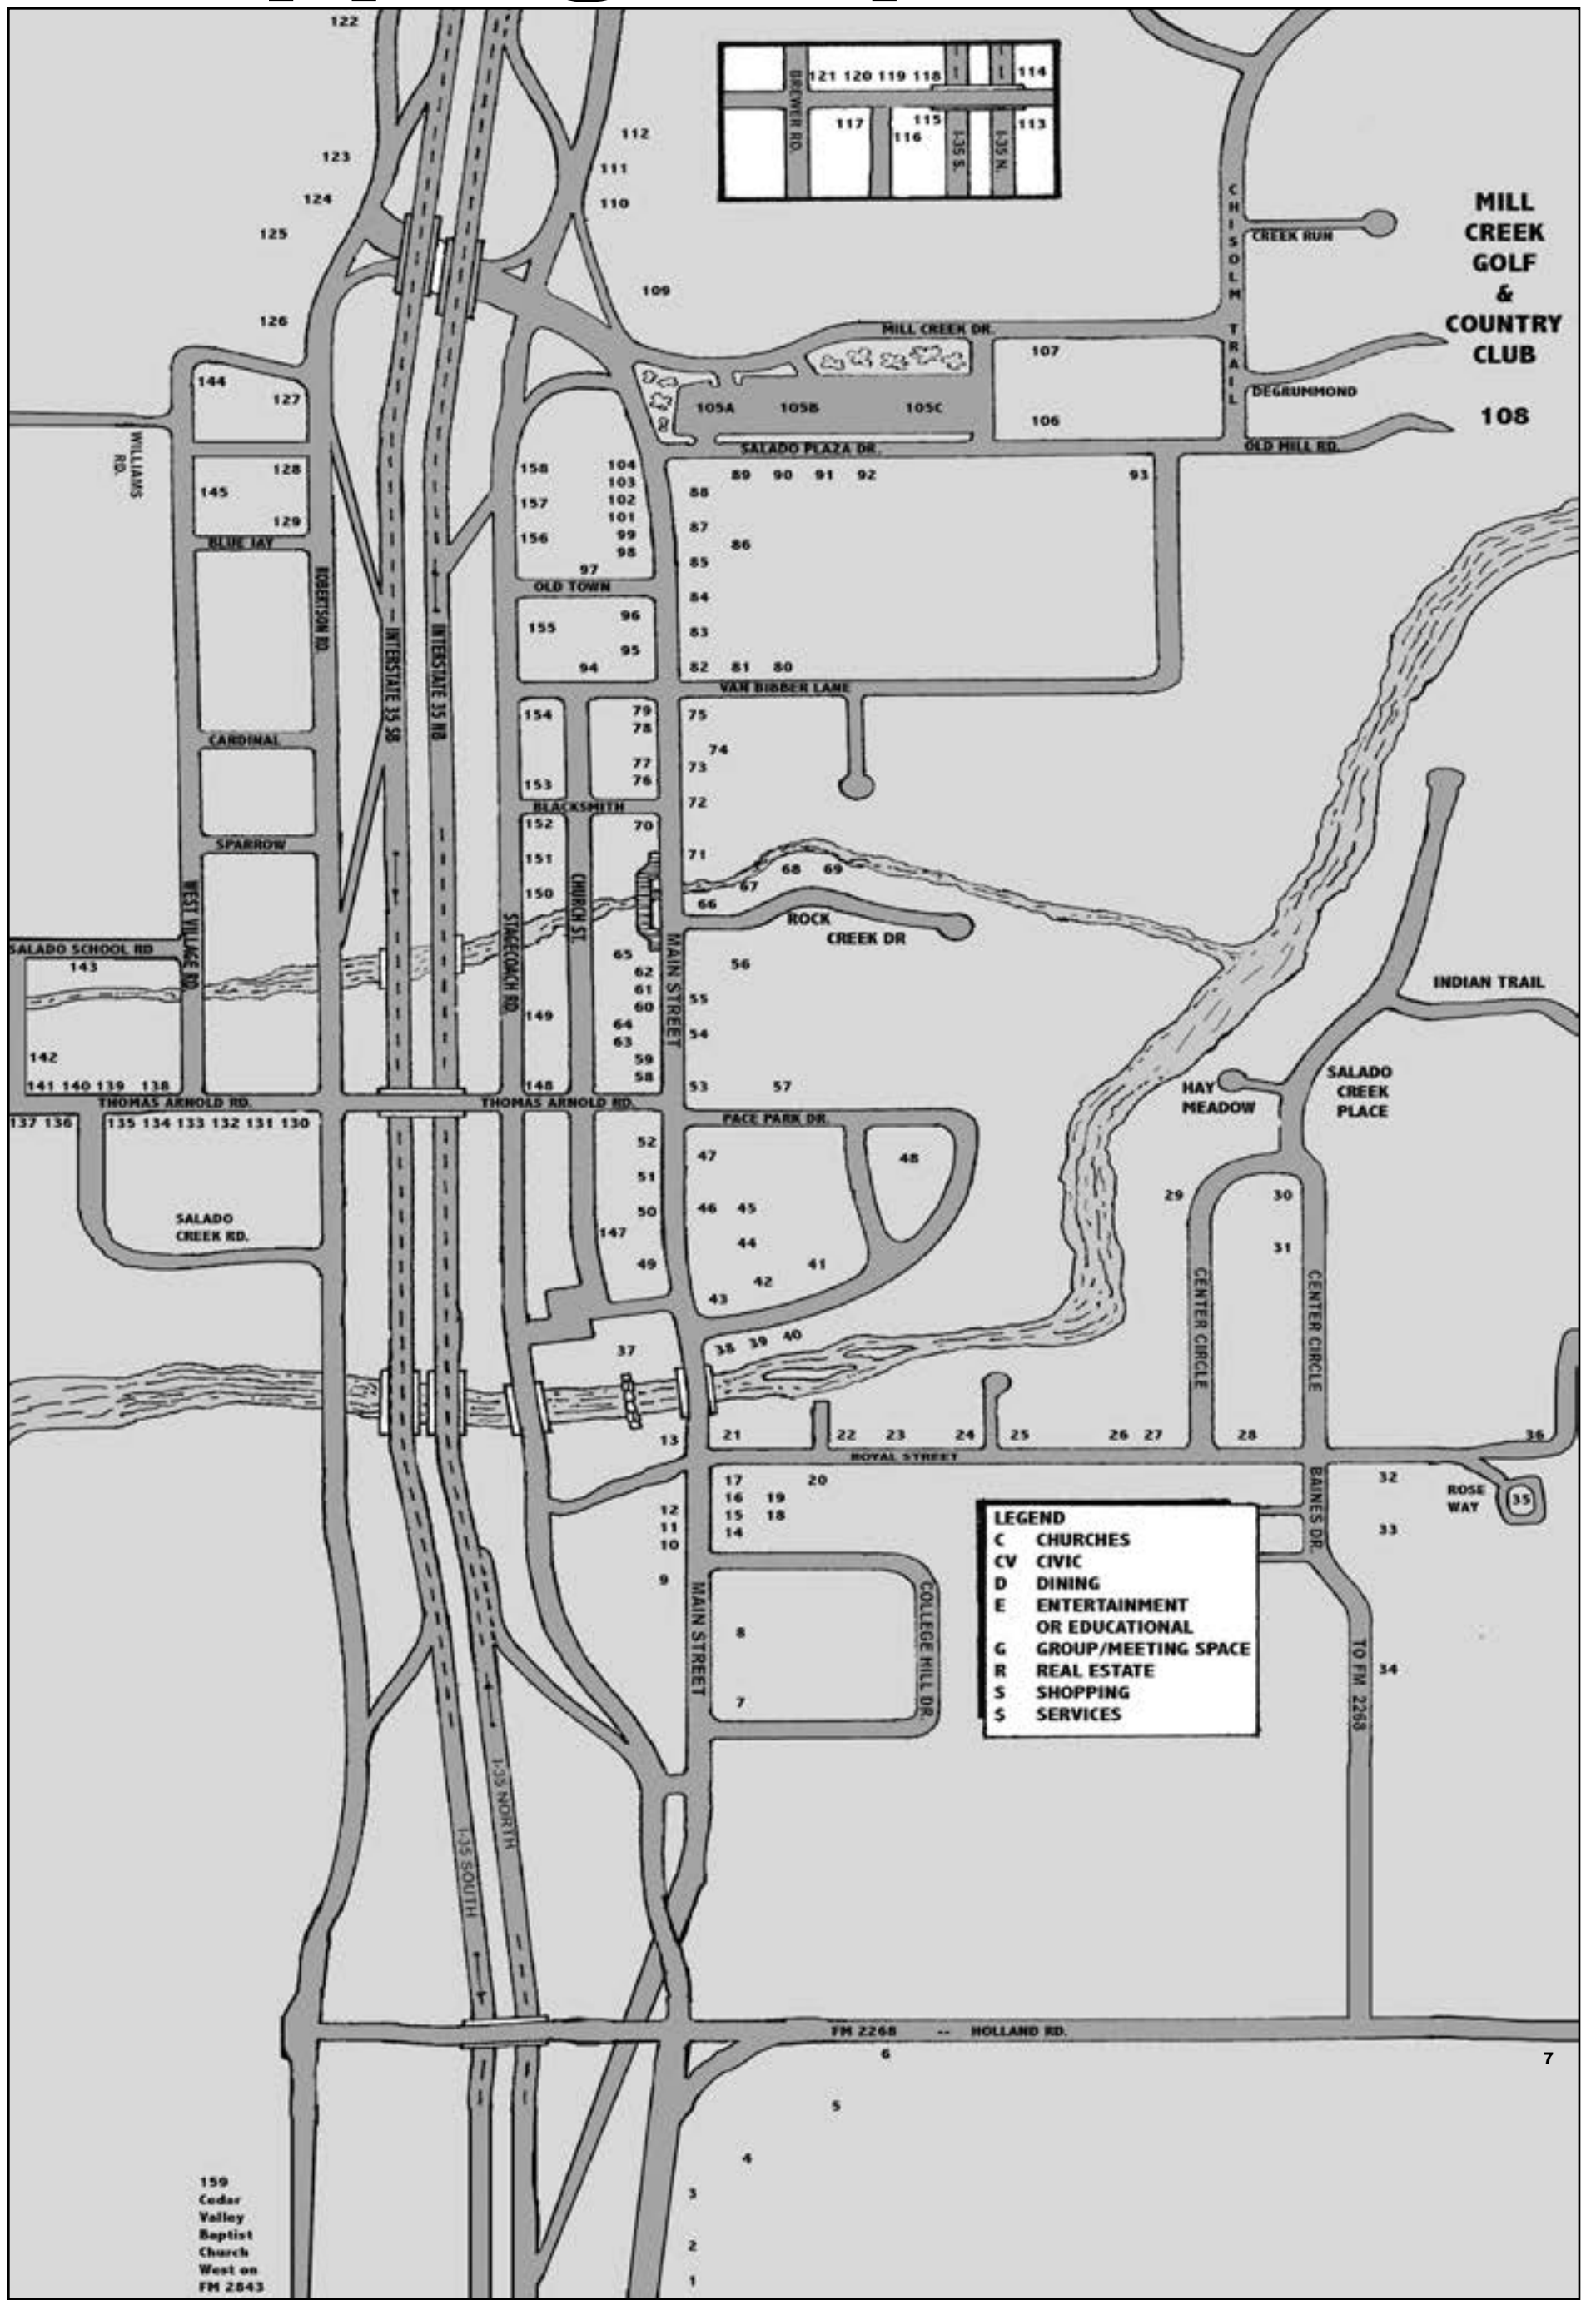 122
BREWER RD.
121 120 119 118
114
117
116
115
113
I-35 S.
I-35 N.
123
124
125
126
112
111
110
109
CHISOLM TRAIL
CREEK RUN
MILL
CREEK
GOLF
&
COUNTRY
CLUB
108
MILL CREEK DR.
107
106
DEGRUMMOND
OLD MILL RD.
105A
105B
105C
SALADO PLAZA DR.
144
127
WILLIAMS
RD.
128
145
129
BLUE JAY
ROBERTSON RD.
INTERSTATE 35 SB
INTERSTATE 35 NB
158
157
156
104
103
102
101
99
98
97
OLD TOWN
89 90 91 92
93
88
87
86
85
84
83
82 81 80
155
96
95
94
VAN BIBBER LANE
154
153
79
78
77
76
75
74
73
72
BLACKSMITH
CARDINAL
SPARROW
152
151
150
70
71
68 69
67
66
ROCK
CREEK DR
CHURCH ST.
STAGECOACH RD.
WEST VILLAGE RD.
SALADO SCHOOL RD
143
142
141 140 139 138
THOMAS ARNOLD RD.
137 136
135 134 133 132 131 130
SALADO
CREEK RD.
65
62
61
60
64
63
59
58
149
148
THOMAS ARNOLD RD.
MAIN STREET
56
55
54
53
57
PACE PARK DR.
INDIAN TRAIL
SALADO
CREEK
PLACE
HAY
MEADOW
52
51
50
147
49
47
46 45
44
43
42
41
48
29
30
31
CENTER CIRCLE
CENTER CIRCLE
37
38 39 40
13
21
22 23 24 25 26 27 28
36
ROYAL STREET
17
16
15
14
19
18
20
12
11
10
9
MAIN STREET
8
7
COLLEGE HILL DR.
LEGEND
C CHURCHES
CV CIVIC
D DINING
E ENTERTAINMENT
OR EDUCATIONAL
G GROUP/MEETING SPACE
R REAL ESTATE
S SHOPPING
$ SERVICES
BAINES DR.
32
33
ROSE
WAY
35
34
TO FM 2268
I-35 NORTH
I-35 SOUTH
FM 2268 -- HOLLAND RD.
6
7
5
4
3
2
1
159
Cedar
Valley
Baptist
Church
West on
FM 2843